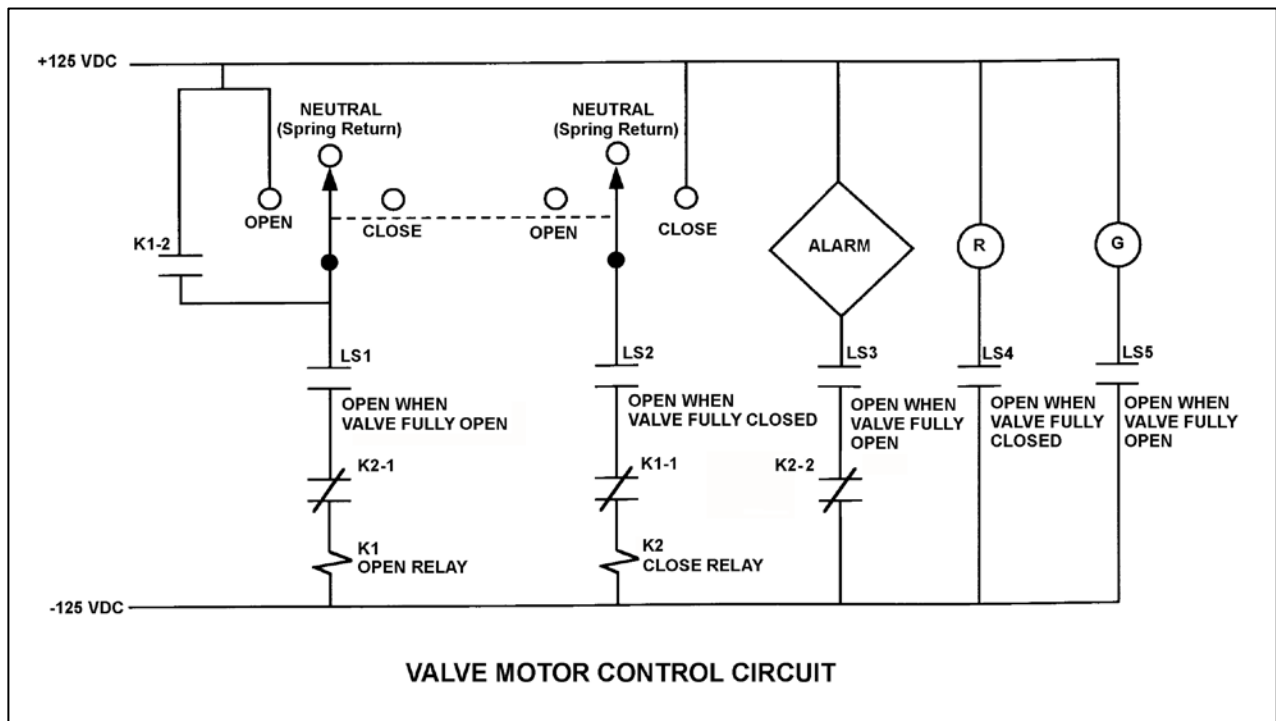 +125 VDC
NEUTRAL
(Spring Return)
NEUTRAL
(Spring Return)
OPEN
CLOSE
OPEN
CLOSE
K1-2
ALARM
R
G
LS1
OPEN WHEN
VALVE FULLY OPEN
LS2
OPEN WHEN
VALVE FULLY CLOSED
LS3
OPEN WHEN
VALVE FULLY
OPEN
LS4
OPEN WHEN
VALVE FULLY
CLOSED
LS5
OPEN WHEN
VALVE FULLY
OPEN
K2-1
K1-1
K2-2
K1
OPEN RELAY
K2
CLOSE RELAY
-125 VDC
VALVE MOTOR CONTROL CIRCUIT